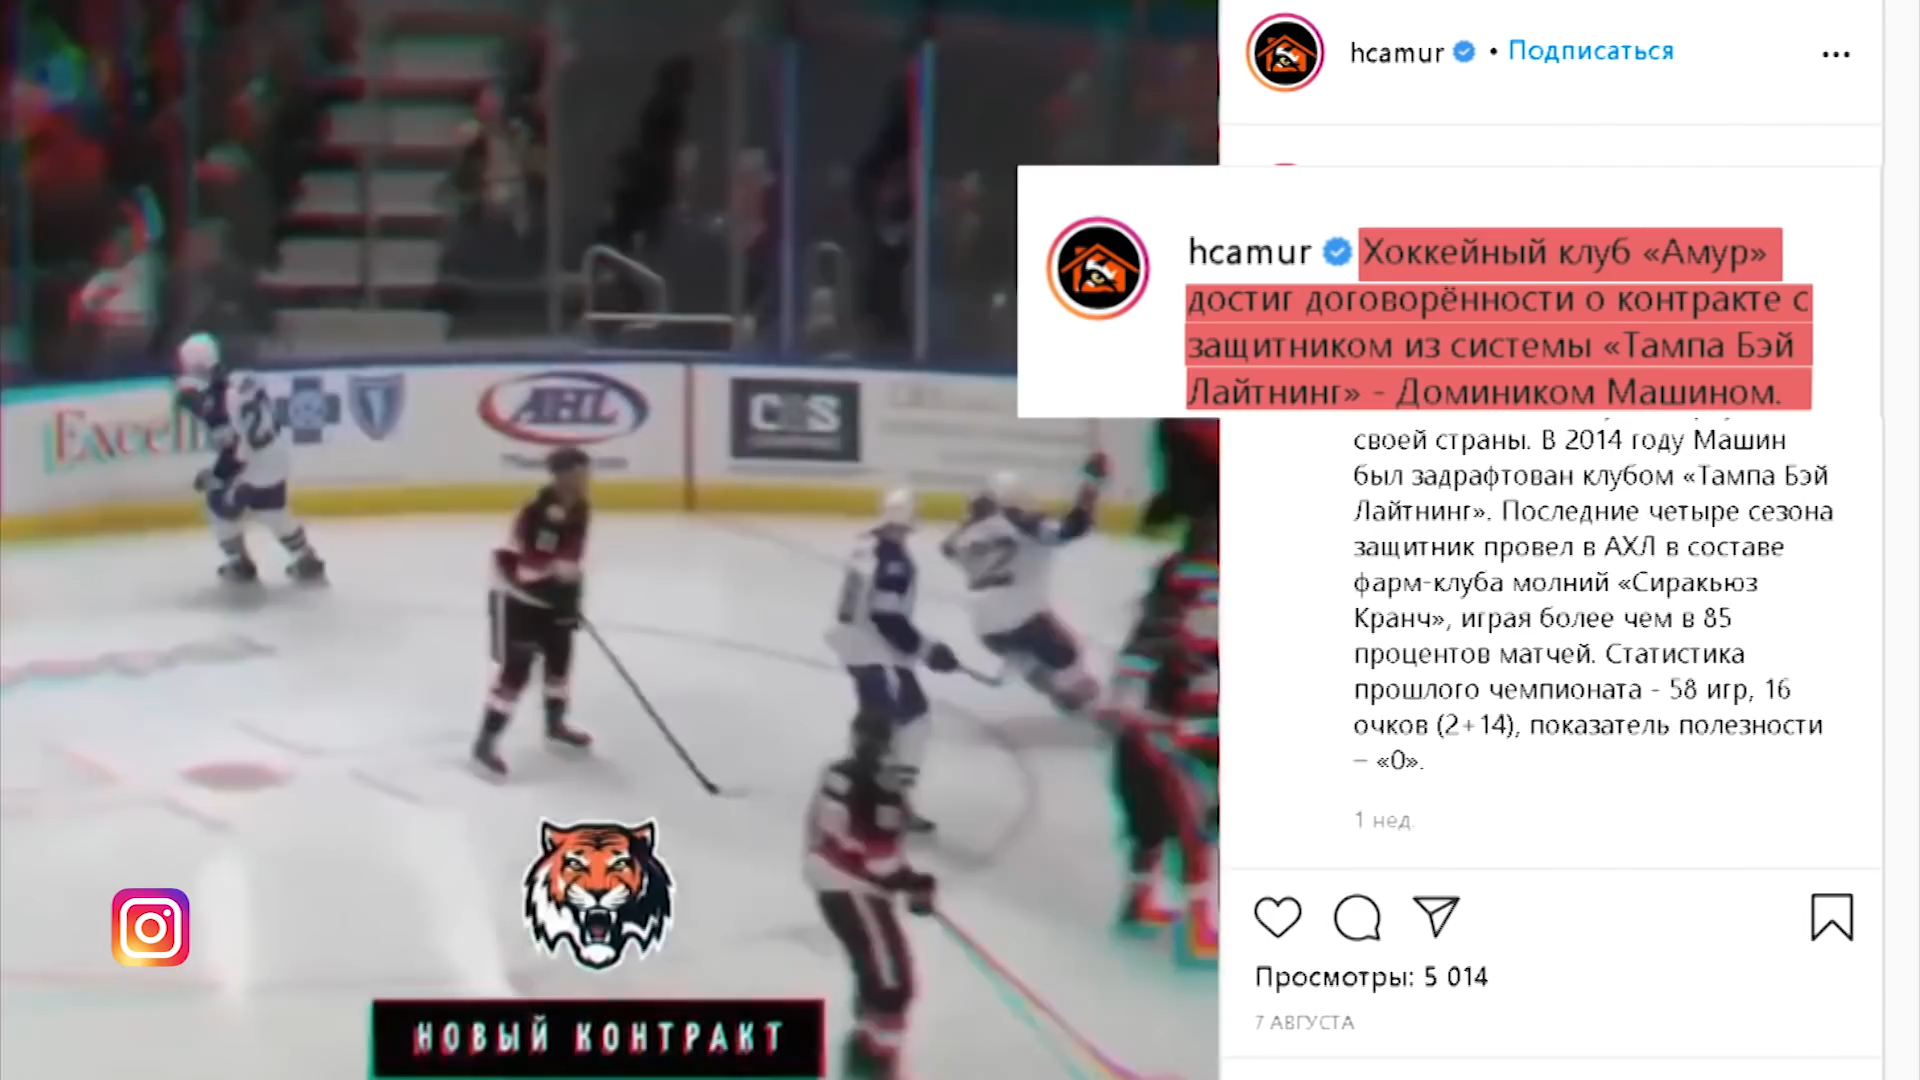 hcamur • Подписаться
hcamur Хоккейный клуб «Амур»
достиг договорённости о контракте с
защитником из системы «Тампа Бэй
Лайтнинг» - Домиником Машином.
своей страны. В 2014 году Машин
был задрафтован клубом «Тампа Бэй
Лайтнинг». Последние четыре сезона
защитник провел в АХЛ в составе
фарм-клуба молний «Сиракьюз
Кранч», играя более чем в 85
процентов матчей. Статистика
прошлого чемпионата - 58 игр, 16
очков (2+14), показатель полезности
– «0».
1 нед.
Просмотры: 5 014
7 АВГУСТА
AHL
НОВЫЙ КОНТРАКТ